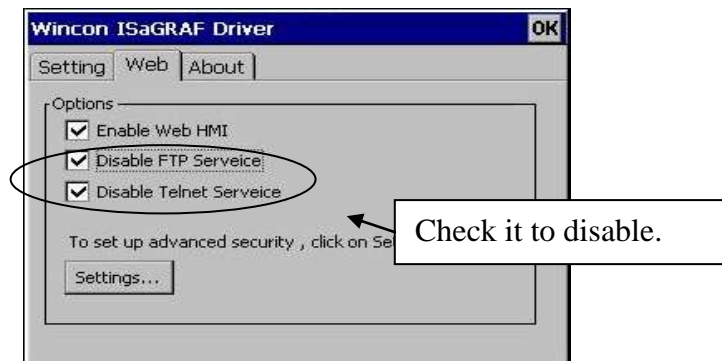 Wincon ISaGRAF Driver OK
Setting Web About
Options
Enable Web HMI
Disable FTP Serveice
Disable Telnet Serveice
Check it to disable.
To set up advanced security , click on
Settings...